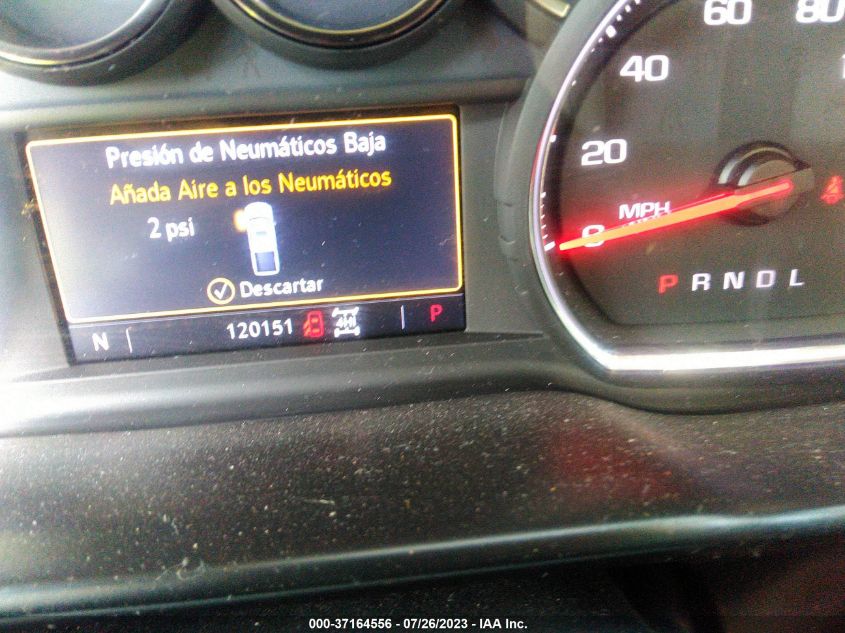 60
80
40
20
0
MPH
P R N D L
Presión de Neumáticos Baja
Añada Aire a los Neumáticos
2 psi
Descartar
N 120151 P
000-37164556 / 07/26/2023 - IAA Inc.